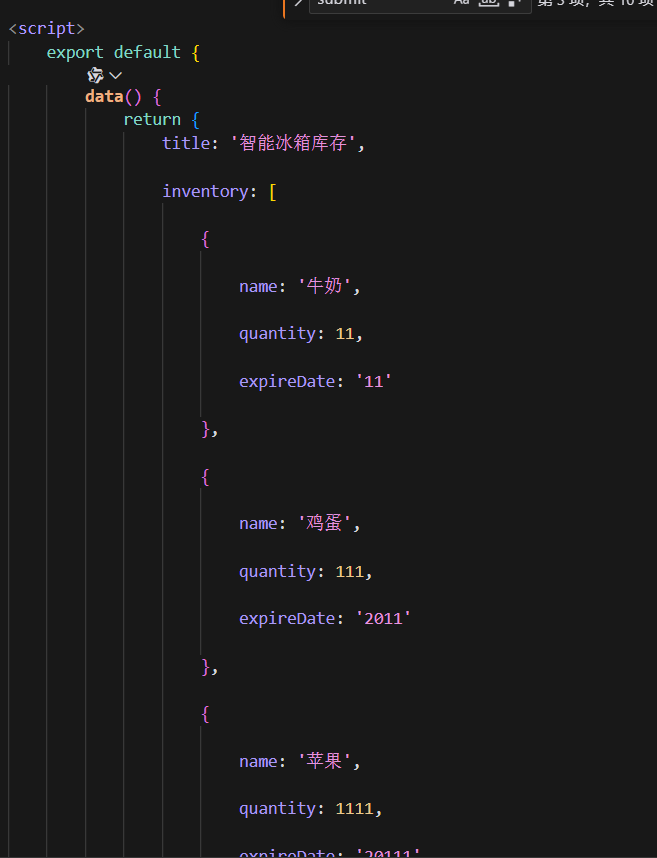 submit Aa ab 第 3 项，共 10 项
<script>
export default {
data() {
return {
title: '智能冰箱库存',
inventory: [
{
name: '牛奶',
quantity: 11,
expireDate: '11'
},
{
name: '鸡蛋',
quantity: 111,
expireDate: '2011'
},
{
name: '苹果',
quantity: 1111,
expireDate: '20111'